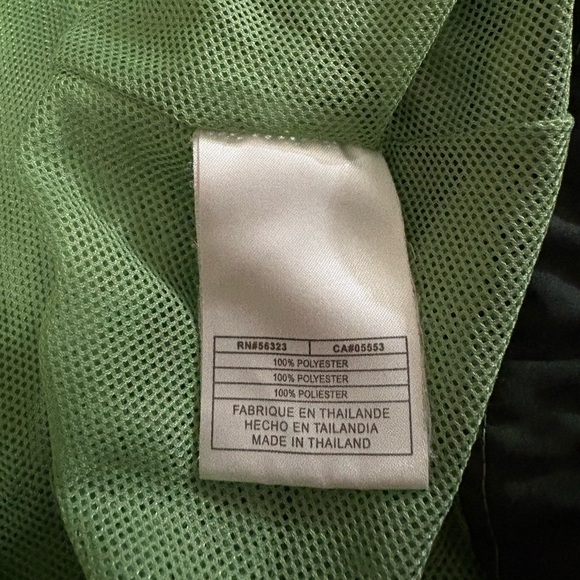 RN#56323 CA#05553
100% POLYESTER
100% POLYESTER
100% POLIESTER
FABRIQUE EN THAILANDE
HECHO EN TAILANDIA
MADE IN THAILAND